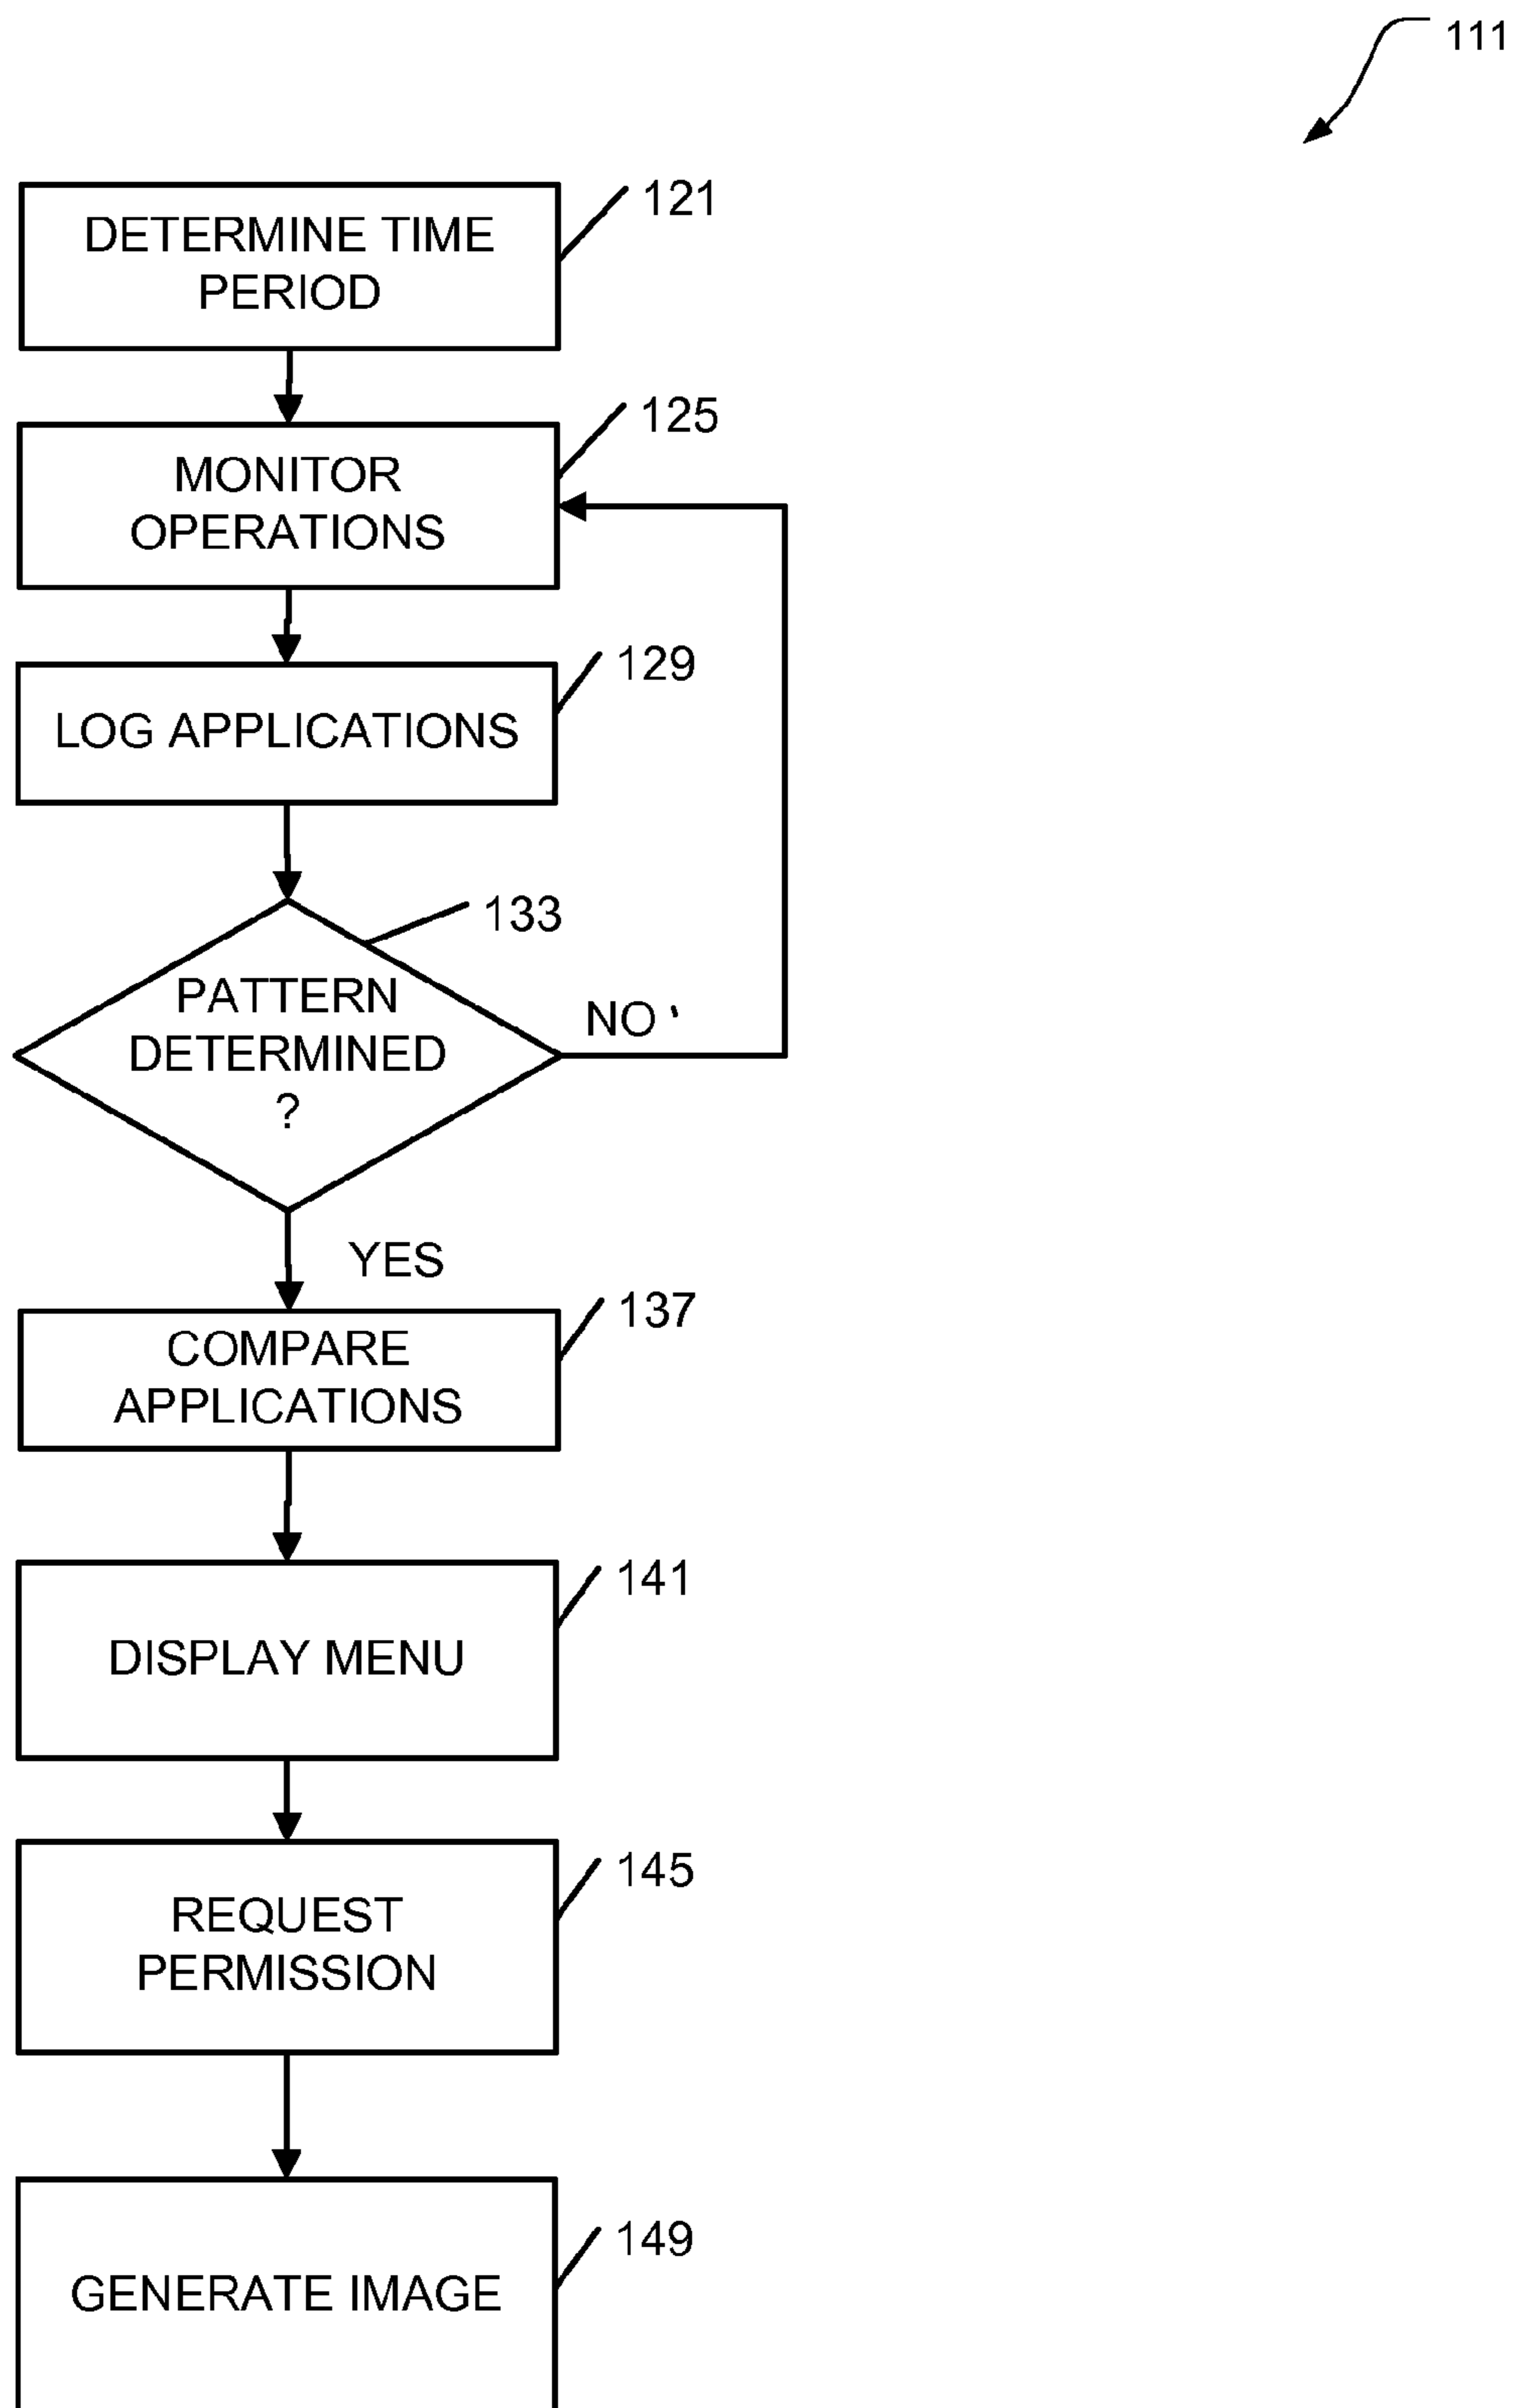 111
121
DETERMINE TIME
PERIOD
125
MONITOR
OPERATIONS
129
LOG APPLICATIONS
133
PATTERN
DETERMINED
?
NO
YES
137
COMPARE
APPLICATIONS
141
DISPLAY MENU
145
REQUEST
PERMISSION
149
GENERATE IMAGE